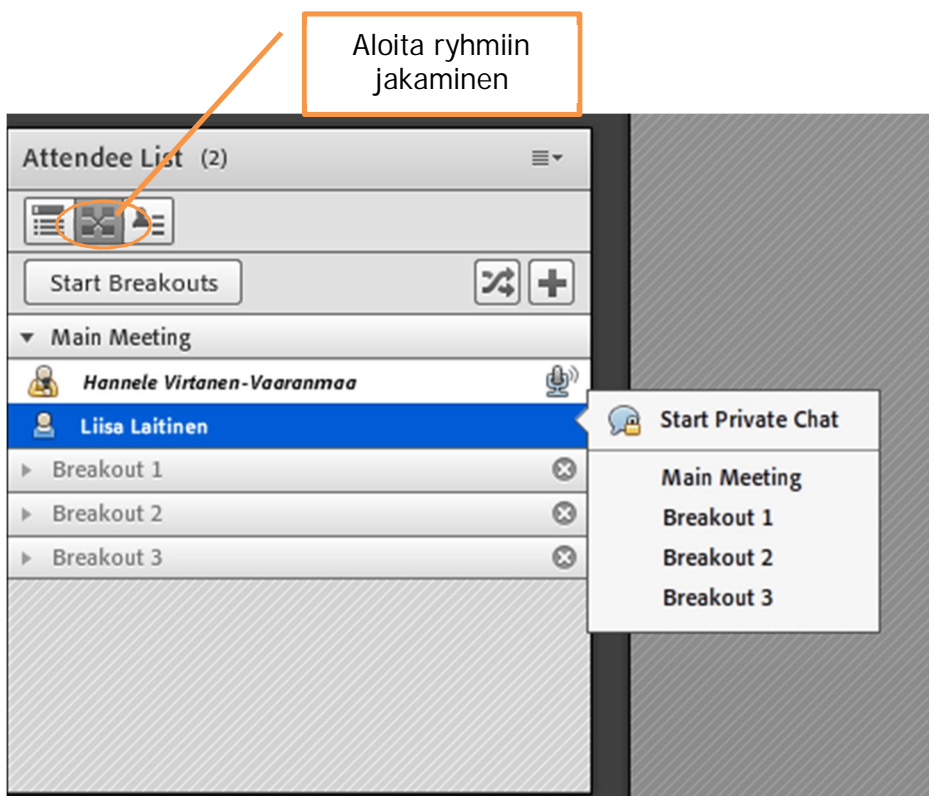 Aloita ryhmiin
jakaminen
Attendee List (2)
Start Breakouts
Main Meeting
Hannele Virtanen-Vaaranmaa
Liisa Laitinen
Breakout 1
Breakout 2
Breakout 3
Start Private Chat
Main Meeting
Breakout 1
Breakout 2
Breakout 3